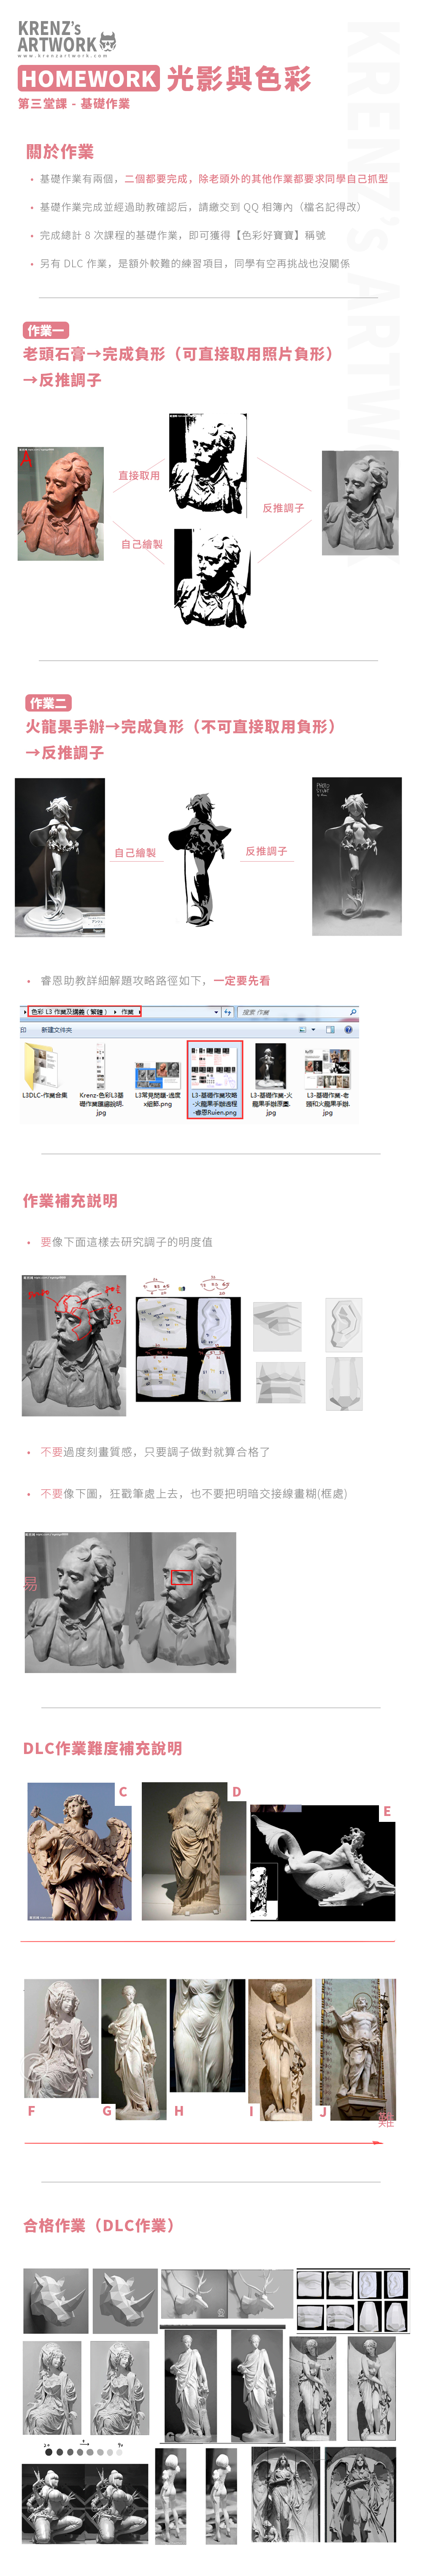 KRENZ's
ARTWORK
www.krenzartwork.com
KRENZ's ARTWORK
HOMEWORK 光影與色彩
第三堂課 - 基礎作業
關於作業
• 基礎作業有兩個，二個都要完成，除老頭外的其他作業都要求同學自己抓型
• 基礎作業完成並經過助教確認后，請繳交到 QQ 相簿內（檔名記得改）
• 完成總計 8 次課程的基礎作業，即可獲得【色彩好寶寶】稱號
• 另有 DLC 作業，是額外較難的練習項目，同學有空再挑战也沒關係
作業一
老頭石膏→完成負形（可直接取用照片負形）
→反推調子
A
直接取用
反推調子
自己繪製
作業二
火龍果手辦→完成負形（不可直接取用負形）
→反推調子
自己繪製
反推調子
• 睿恩助教詳細解題攻略路徑如下，一定要先看
色彩 L3 作業及講義（繁體） ▸ 作業 ▸
搜索 作業
新建文件夹
L3DLC-作業合集
Krenz-色彩L3基礎作業匯總說明.jpg
L3常見問題-過度x細節.png
L3-基礎作業攻略-火龍果手辦過程-睿恩Ruien.png
L3-基礎作業-火龍果手辦原圖.jpg
L3-基礎作業-老頭和火龍果手辦.jpg
作業補充說明
• 要像下面這樣去研究調子的明度值
• 不要過度刻畫質感，只要調子做對就算合格了
• 不要像下圖，狂戳筆處上去，也不要把明暗交接線畫糊(框處)
易
DLC作業難度補充說明
C
D
E
F
G
H
I
J
難
合格作業（DLC作業）